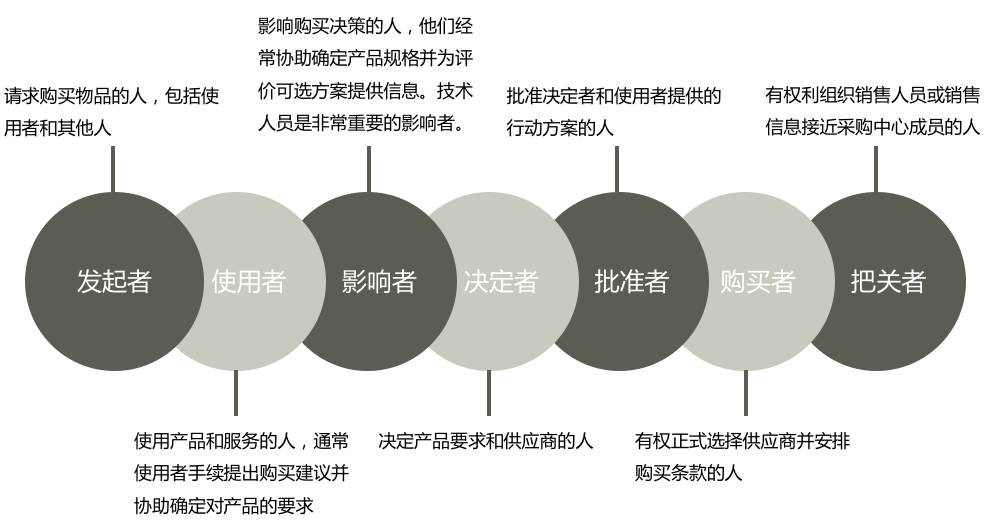 影响购买决策的人，他们经
常协助确定产品规格并为评
价可选方案提供信息。技术
人员是非常重要的影响者。
请求购买物品的人，包括使
用者和其他人
批准决定者和使用者提供的
行动方案的人
有权利组织销售人员或销售
信息接近采购中心成员的人
发起者
使用者
影响者
决定者
批准者
购买者
把关者
使用产品和服务的人，通常
使用者手续提出购买建议并
协助确定对产品的要求
决定产品要求和供应商的人
有权正式选择供应商并安排
购买条款的人